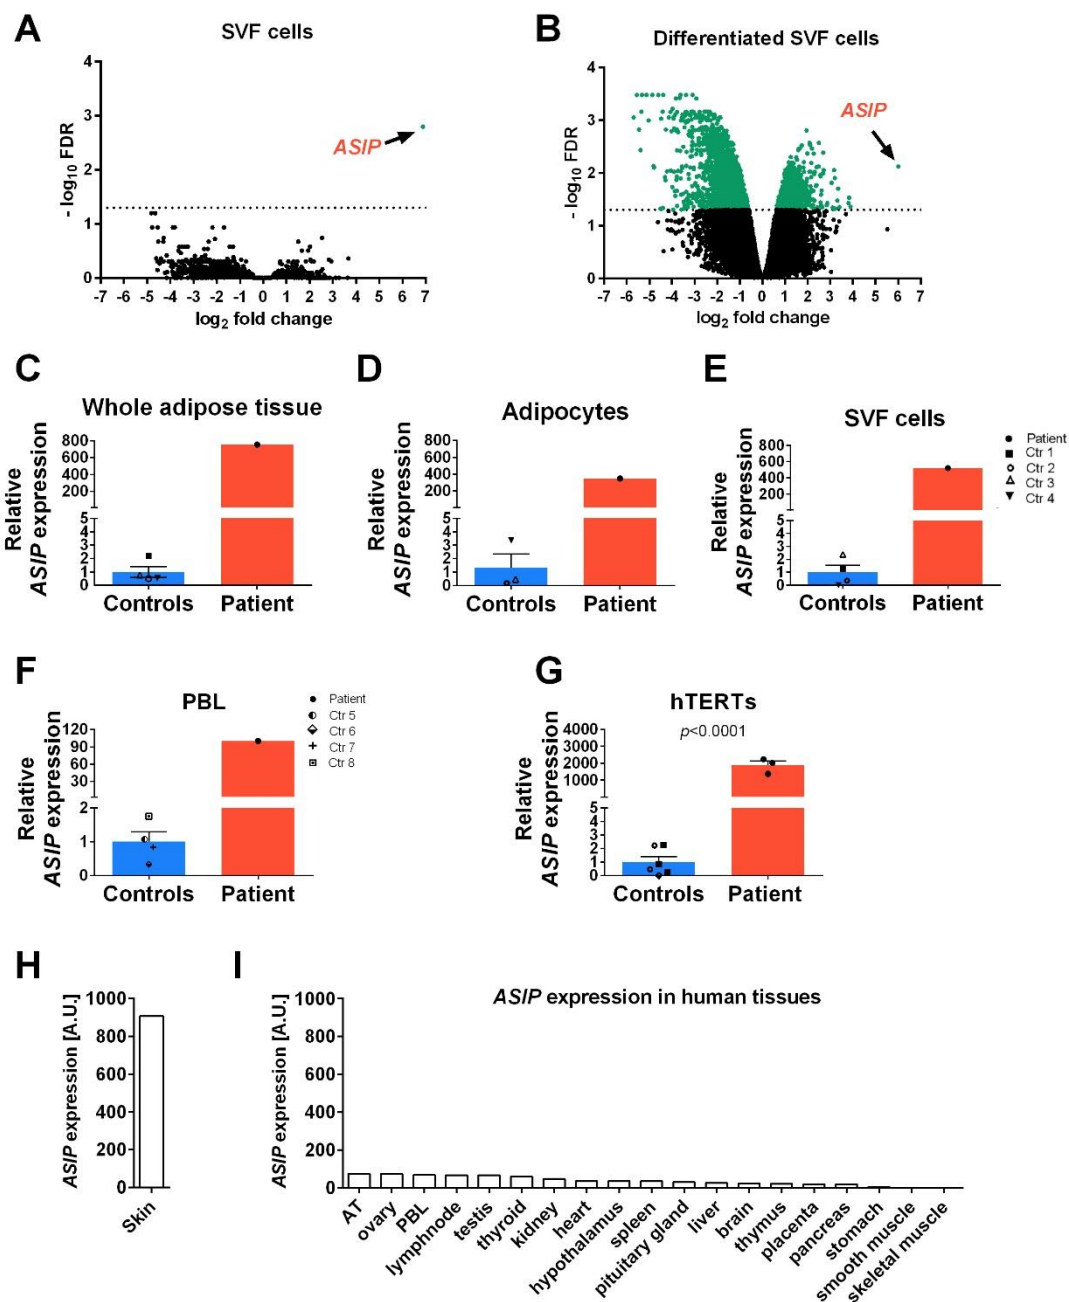 A
SVF cells
4
3
2
1
0
- log10 FDR
ASIP
-7 -6 -5 -4 -3 -2 -1 0 1 2 3 4 5 6 7
log2 fold change
B
Differentiated SVF cells
4
3
2
1
0
- log10 FDR
ASIP
-7 -6 -5 -4 -3 -2 -1 0 1 2 3 4 5 6 7
log2 fold change
C
Whole adipose tissue
Relative
ASIP expression
800
600
400
200
5
4
3
2
1
0
Controls Patient
D
Adipocytes
Relative
ASIP expression
800
600
400
200
5
4
3
2
1
0
Controls Patient
E
SVF cells
Relative
ASIP expression
800
600
400
200
5
4
3
2
1
0
Controls Patient
Patient
Ctr 1
Ctr 2
Ctr 3
Ctr 4
F
PBL
Relative
ASIP expression
120
90
60
30
2
1
0
Controls Patient
Patient
Ctr 5
Ctr 6
Ctr 7
Ctr 8
G
hTERTs
p<0.0001
Relative
ASIP expression
4000
3000
2000
1000
5
4
3
2
1
0
Controls Patient
H
ASIP expression [A.U.]
1000
800
600
400
200
0
Skin
I
ASIP expression in human tissues
ASIP expression [A.U.]
1000
800
600
400
200
0
AT
ovary
PBL
lymphnode
testis
thyroid
kidney
heart
hypothalamus
spleen
pituitary gland
liver
brain
thymus
placenta
pancreas
stomach
smooth muscle
skeletal muscle